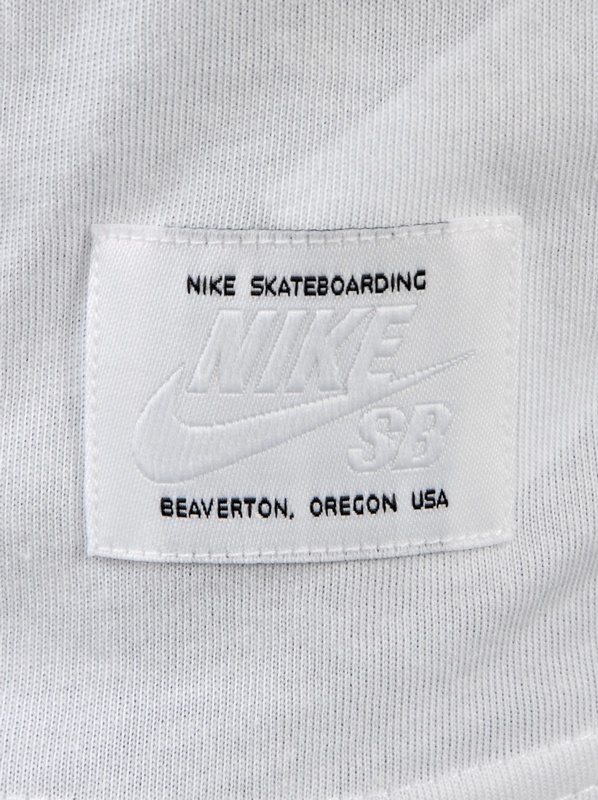 NIKE SKATEBOARDING
NIKE
SB
BEAVERTON, OREGON USA